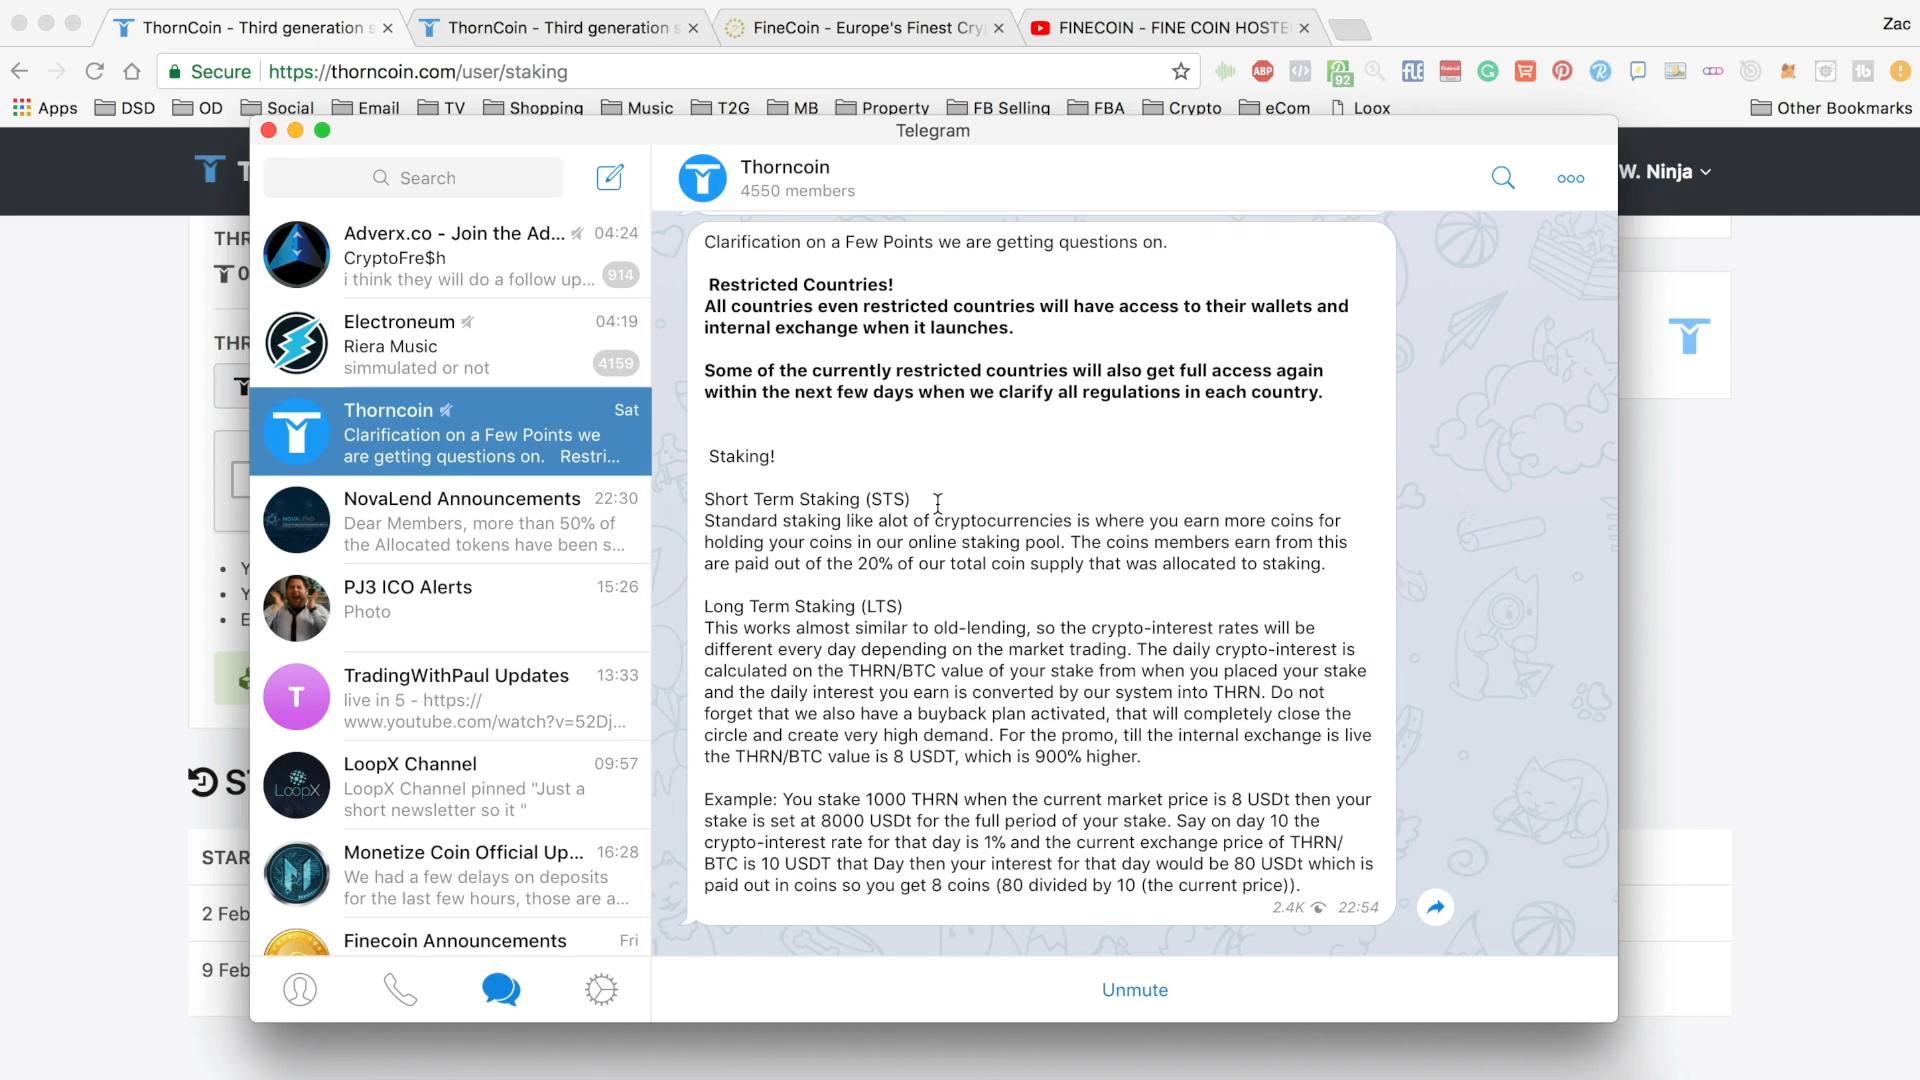 ThornCoin - Third generation s
ThornCoin - Third generation s
FineCoin - Europe's Finest Cry
FINECOIN - FINE COIN HOSTE
Zac
Secure
https://thorncoin.com/user/staking
ABP
92
Apps
DSD
OD
Social
Email
TV
Shopping
Music
T2G
MB
Property
FB Selling
FBA
Crypto
eCom
Loox
Other Bookmarks
Telegram
W. Ninja
Search
Thorncoin
4550 members
Adverx.co - Join the Ad...
04:24
CryptoFre$h
i think they will do a follow up...
914
Electroneum
04:19
Riera Music
simmulated or not
4159
Thorncoin
Sat
Clarification on a Few Points we
are getting questions on. Restri...
NovaLend Announcements
22:30
Dear Members, more than 50% of
the Allocated tokens have been s...
PJ3 ICO Alerts
15:26
Photo
TradingWithPaul Updates
13:33
live in 5 - https://
www.youtube.com/watch?v=52Dj...
LoopX Channel
09:57
LoopX Channel pinned "Just a
short newsletter so it "
Monetize Coin Official Up...
16:28
We had a few delays on deposits
for the last few hours, those are a...
Finecoin Announcements
Fri
Clarification on a Few Points we are getting questions on.
Restricted Countries!
All countries even restricted countries will have access to their wallets and
internal exchange when it launches.
Some of the currently restricted countries will also get full access again
within the next few days when we clarify all regulations in each country.
Staking!
Short Term Staking (STS)
Standard staking like alot of cryptocurrencies is where you earn more coins for
holding your coins in our online staking pool. The coins members earn from this
are paid out of the 20% of our total coin supply that was allocated to staking.
Long Term Staking (LTS)
This works almost similar to old-lending, so the crypto-interest rates will be
different every day depending on the market trading. The daily crypto-interest is
calculated on the THRN/BTC value of your stake from when you placed your stake
and the daily interest you earn is converted by our system into THRN. Do not
forget that we also have a buyback plan activated, that will completely close the
circle and create very high demand. For the promo, till the internal exchange is live
the THRN/BTC value is 8 USDT, which is 900% higher.
Example: You stake 1000 THRN when the current market price is 8 USDt then your
stake is set at 8000 USDt for the full period of your stake. Say on day 10 the
crypto-interest rate for that day is 1% and the current exchange price of THRN/
BTC is 10 USDT that Day then your interest for that day would be 80 USDt which is
paid out in coins so you get 8 coins (80 divided by 10 (the current price)).
2.4K
22:54
Unmute
THR
0
THR
Y
Y
E
ST
STAR
2 Feb
9 Feb